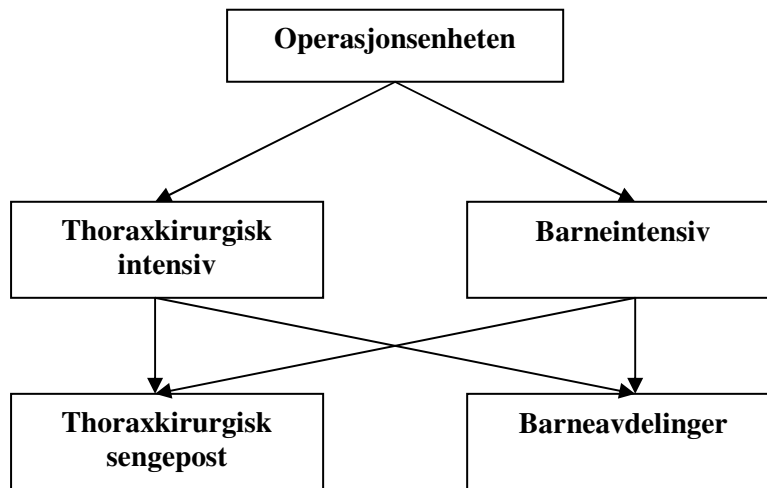 Operasjonsenheten
Thoraxkirurgisk
intensiv
Barneintensiv
Thoraxkirurgisk
sengepost
Barneavdelinger